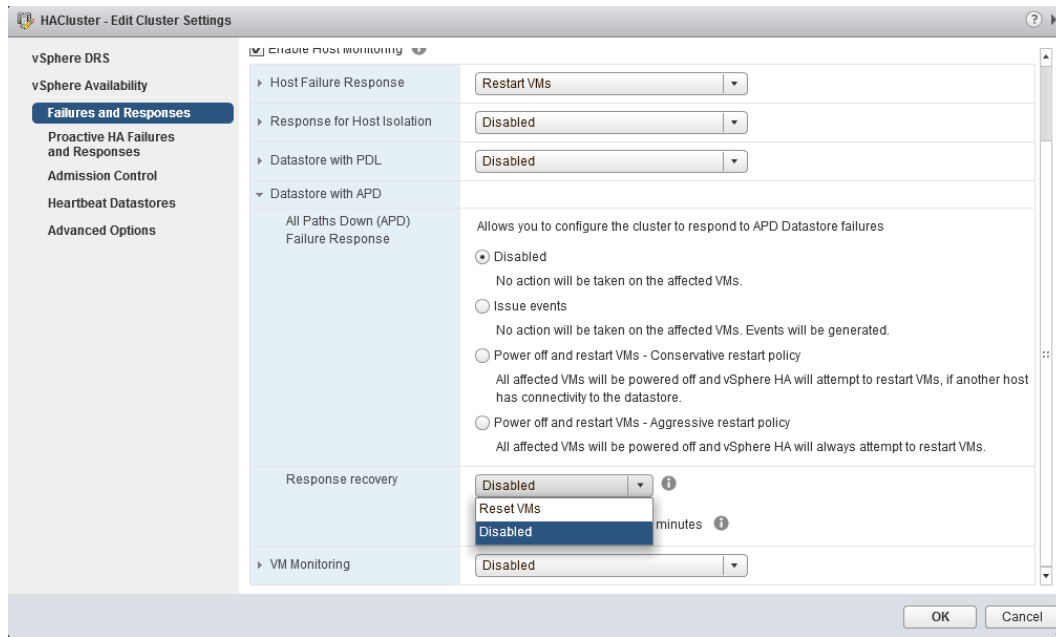 HACluster - Edit Cluster Settings
vSphere DRS
vSphere Availability
Failures and Responses
Proactive HA Failures
and Responses
Admission Control
Heartbeat Datastores
Advanced Options
Enable Host Monitoring
Host Failure Response
Restart VMs
Response for Host Isolation
Disabled
Datastore with PDL
Disabled
Datastore with APD
All Paths Down (APD)
Failure Response
Allows you to configure the cluster to respond to APD Datastore failures
Disabled
No action will be taken on the affected VMs.
Issue events
No action will be taken on the affected VMs. Events will be generated.
Power off and restart VMs - Conservative restart policy
All affected VMs will be powered off and vSphere HA will attempt to restart VMs, if another host
has connectivity to the datastore.
Power off and restart VMs - Aggressive restart policy
All affected VMs will be powered off and vSphere HA will always attempt to restart VMs.
Response recovery
Disabled
Reset VMs
Disabled
minutes
VM Monitoring
Disabled
OK
Cancel